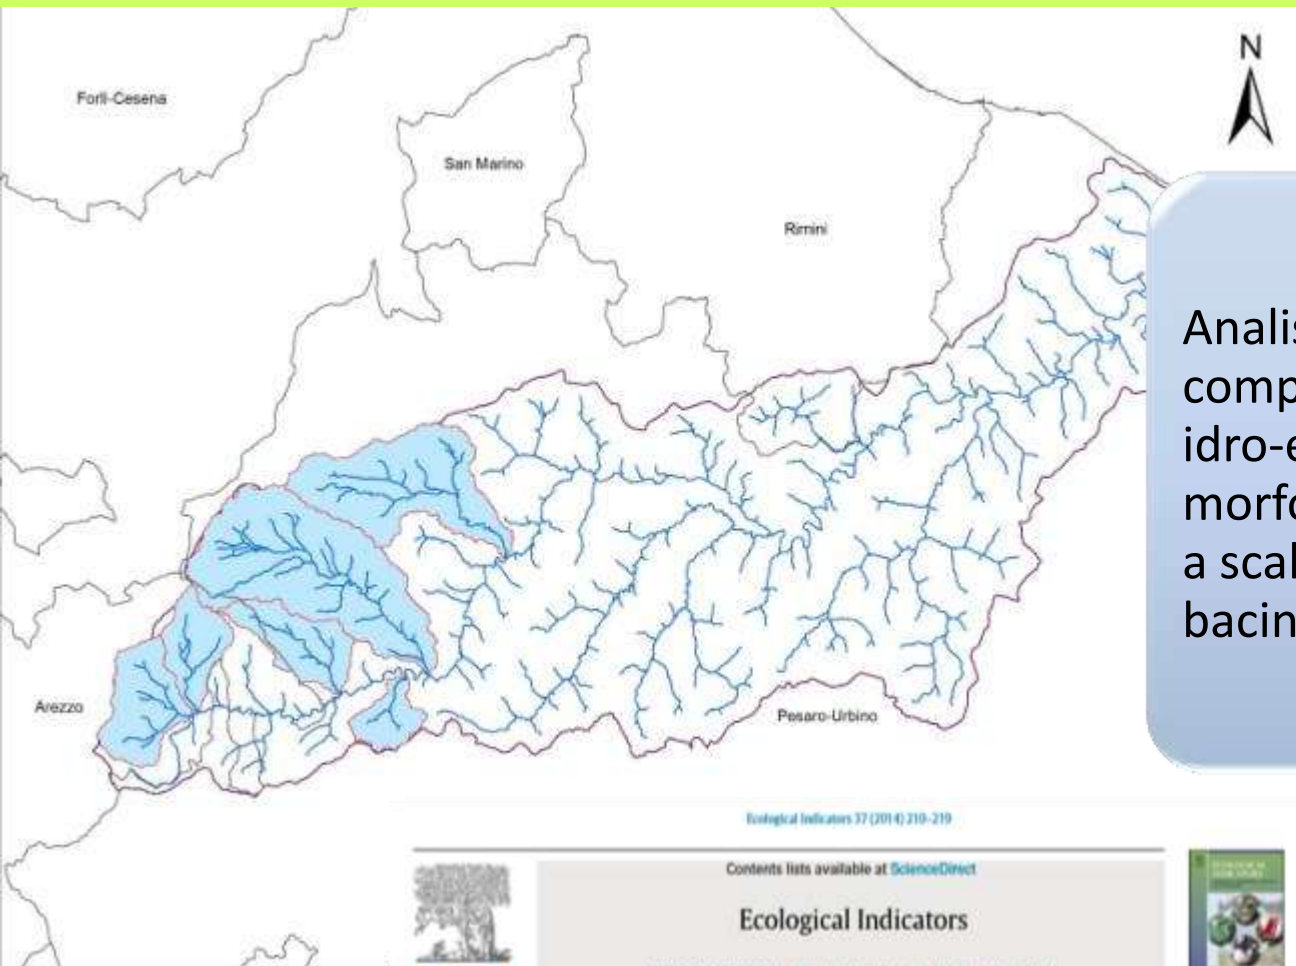 N
Forlì-Cesena
San Marino
Rimini
Arezzo
Pesaro-Urbino
Analis
comp
idro-e
morfo
a scal
bacin
Ecological Indicators 37 (2014) 210–219
Contents lists available at ScienceDirect
Ecological Indicators